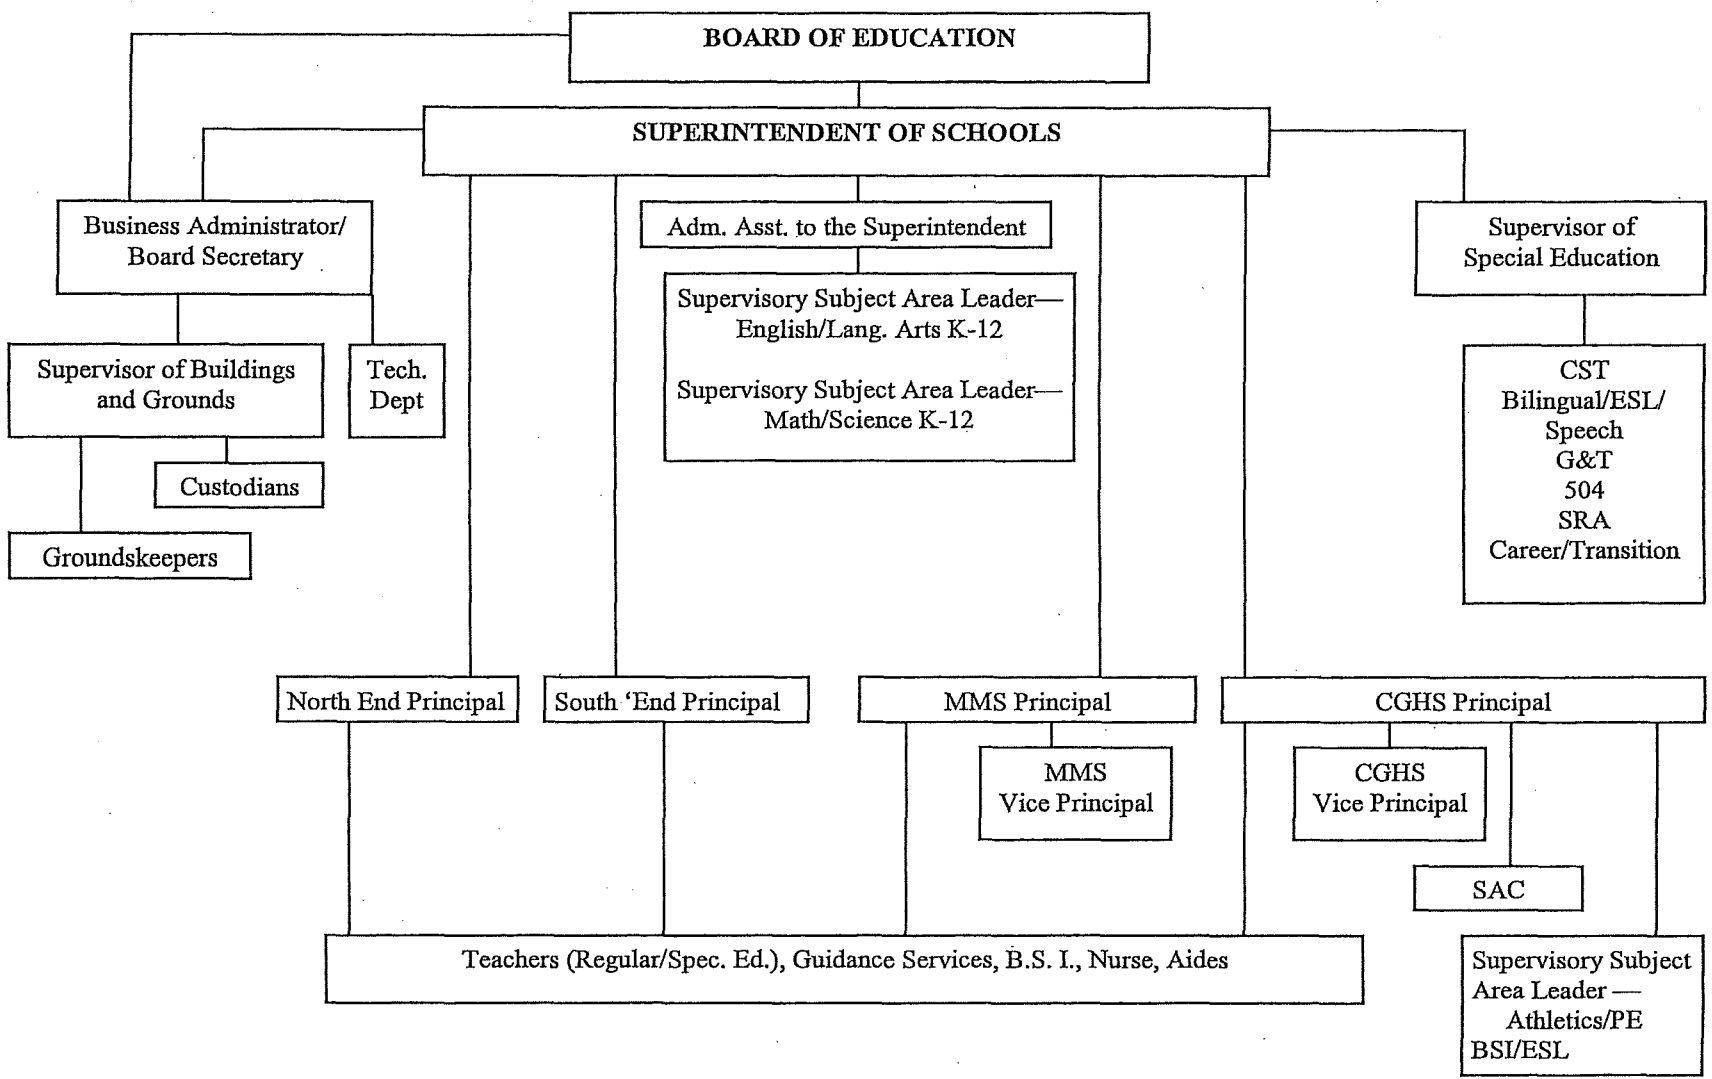 BOARD OF EDUCATION
SUPERINTENDENT OF SCHOOLS
Business Administrator/
Board Secretary
Adm. Asst. to the Superintendent
Supervisor of
Special Education
Supervisory Subject Area Leader—
English/Lang. Arts K-12
Supervisory Subject Area Leader—
Math/Science K-12
Supervisor of Buildings
and Grounds
Tech.
Dept
Custodians
Groundskeepers
CST
Bilingual/ESL/
Speech
G&T
504
SRA
Career/Transition
North End Principal
South ‘End Principal
MMS Principal
CGHS Principal
MMS
Vice Principal
CGHS
Vice Principal
SAC
Teachers (Regular/Spec. Ed.), Guidance Services, B.S. I., Nurse, Aides
Supervisory Subject
Area Leader —
Athletics/PE
BSI/ESL